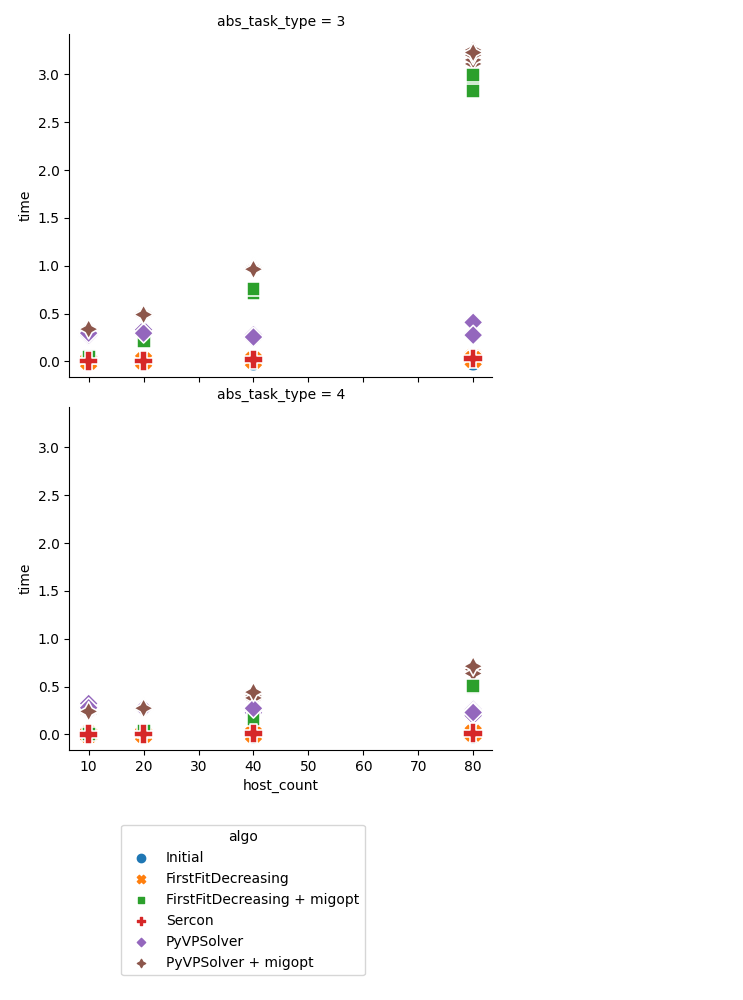 abs_task_type = 3
3.0
2.5
2.0
1.5
1.0
0.5
0.0
time
abs_task_type = 4
3.0
2.5
2.0
1.5
1.0
0.5
0.0
time
10 20 30 40 50 60 70 80
host_count
algo
Initial
FirstFitDecreasing
FirstFitDecreasing + migopt
Sercon
PyVPSolver
PyVPSolver + migopt